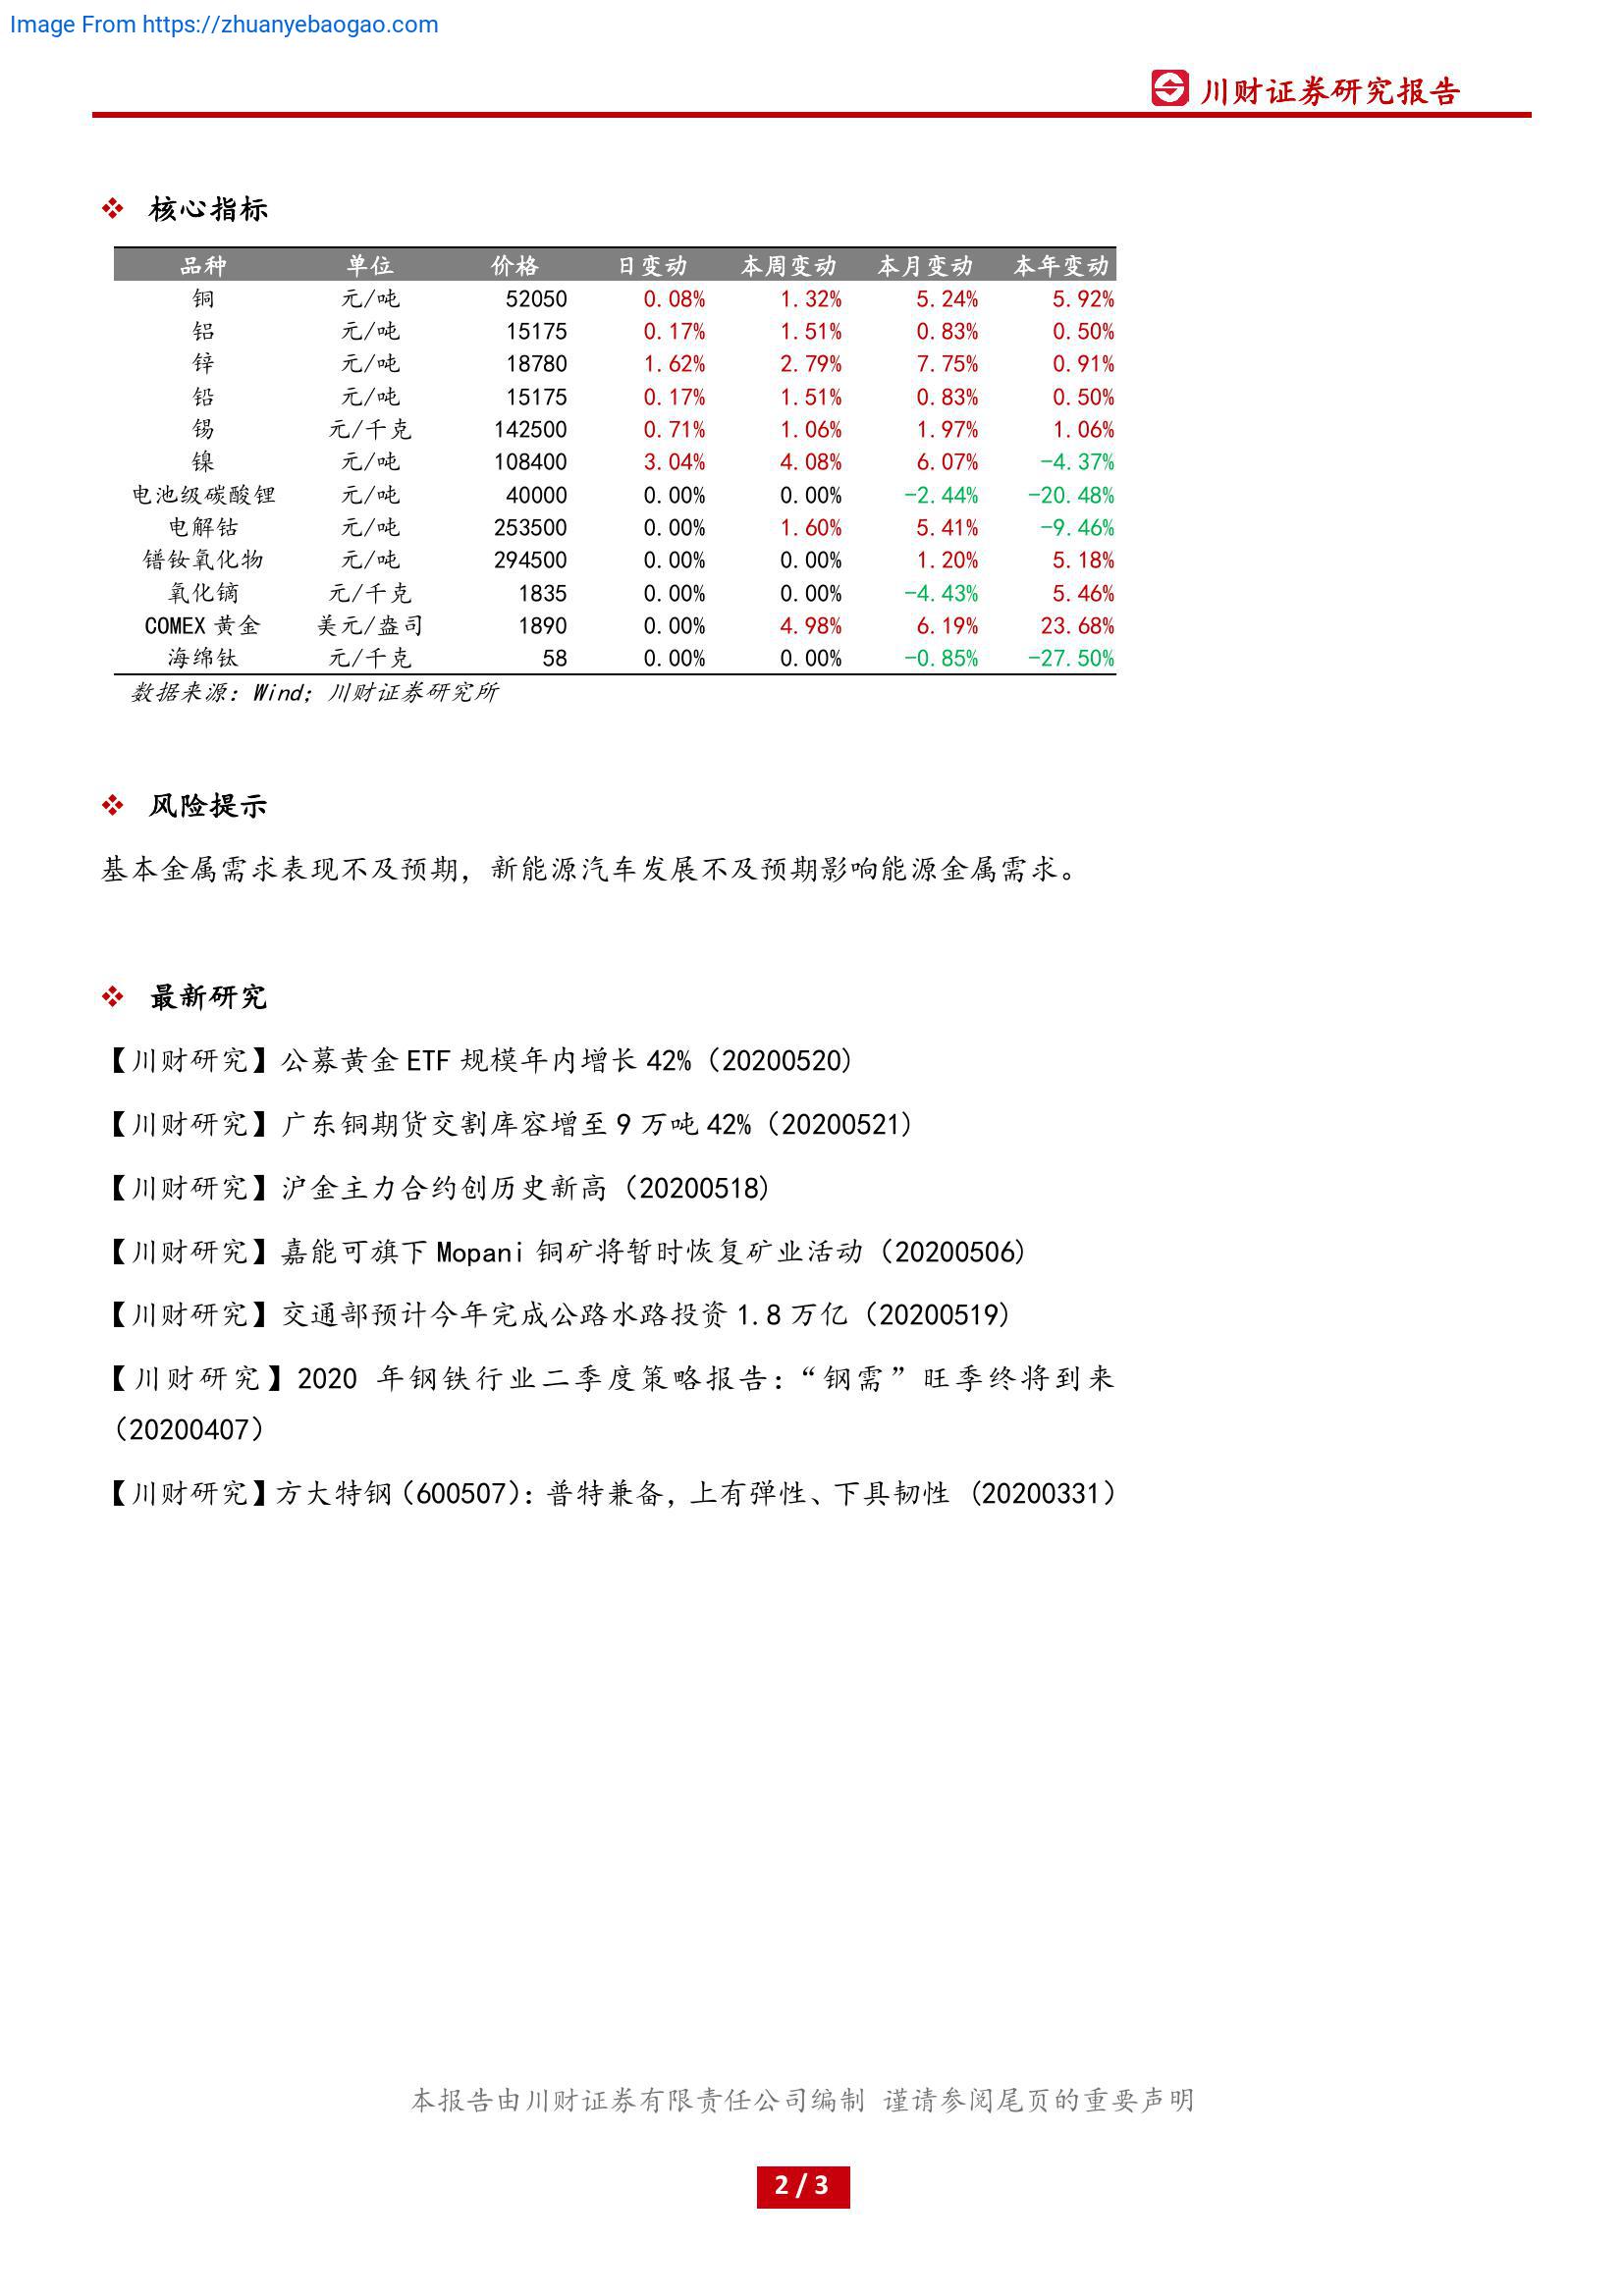 Image From https://zhuanyebaogao.com
川财证券研究报告
核心指标
品种 单位 价格 日变动 本周变动 本月变动 本年变动
铜 元/吨 52050 0.08% 1.32% 5.24% 5.92%
铝 元/吨 15175 0.17% 1.51% 0.83% 0.50%
锌 元/吨 18780 1.62% 2.79% 7.75% 0.91%
铅 元/吨 15175 0.17% 1.51% 0.83% 0.50%
锡 元/千克 142500 0.71% 1.06% 1.97% 1.06%
镍 元/吨 108400 3.04% 4.08% 6.07% -4.37%
电池级碳酸锂 元/吨 40000 0.00% 0.00% -2.44% -20.48%
电解钴 元/吨 253500 0.00% 1.60% 5.41% -9.46%
镨钕氧化物 元/吨 294500 0.00% 0.00% 1.20% 5.18%
氧化镝 元/千克 1835 0.00% 0.00% -4.43% 5.46%
COMEX 黄金 美元/盎司 1890 0.00% 4.98% 6.19% 23.68%
海绵钛 元/千克 58 0.00% 0.00% -0.85% -27.50%
数据来源：Wind；川财证券研究所
风险提示
基本金属需求表现不及预期，新能源汽车发展不及预期影响能源金属需求。
最新研究
【川财研究】公募黄金 ETF 规模年内增长 42%（20200520）
【川财研究】广东铜期货交割库容增至 9 万吨 42%（20200521）
【川财研究】沪金主力合约创历史新高（20200518）
【川财研究】嘉能可旗下 Mopani 铜矿将暂时恢复矿业活动（20200506）
【川财研究】交通部预计今年完成公路水路投资 1.8 万亿（20200519）
【川财研究】2020 年钢铁行业二季度策略报告：“钢需”旺季终将到来
（20200407）
【川财研究】方大特钢（600507）：普特兼备，上有弹性、下具韧性（20200331）
本报告由川财证券有限责任公司编制 谨请参阅尾页的重要声明
2 / 3